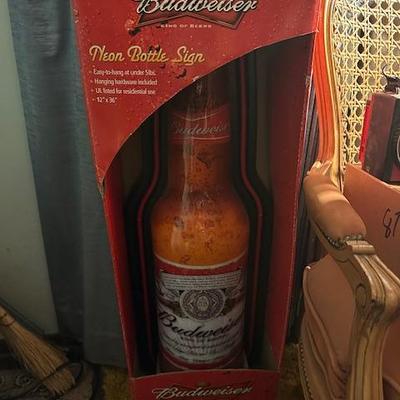 Budweiser
KING OF BEERS
Neon Bottle Sign
• Easy-to-hang at under 5lbs.
• Hanging hardware included
• UL listed for residential use
• 12" x 36"
Budweiser
Budweiser
Budweiser
87